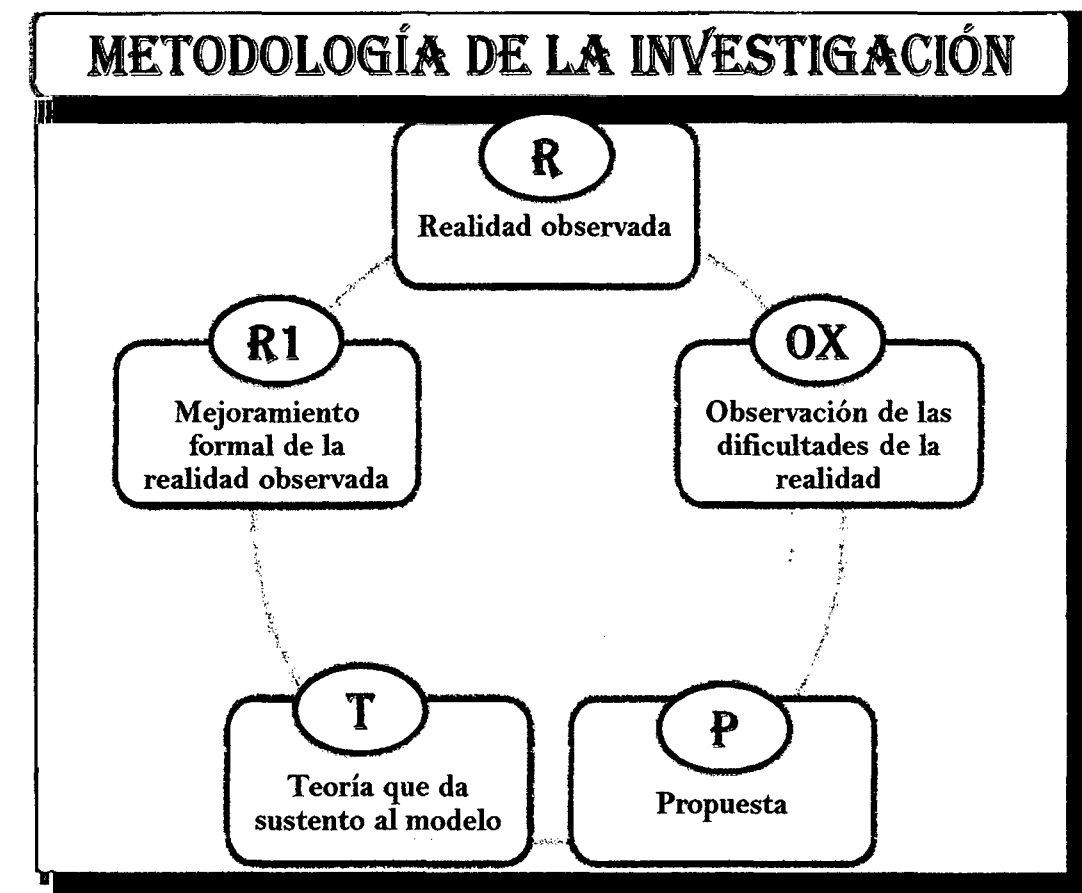 METODOLOGÍA DE LA INVESTIGACIÓN
R
Realidad observada
OX
Observación de las
dificultades de la
realidad
P
Propuesta
T
Teoría que da
sustento al modelo
R1
Mejoramiento
formal de la
realidad observada